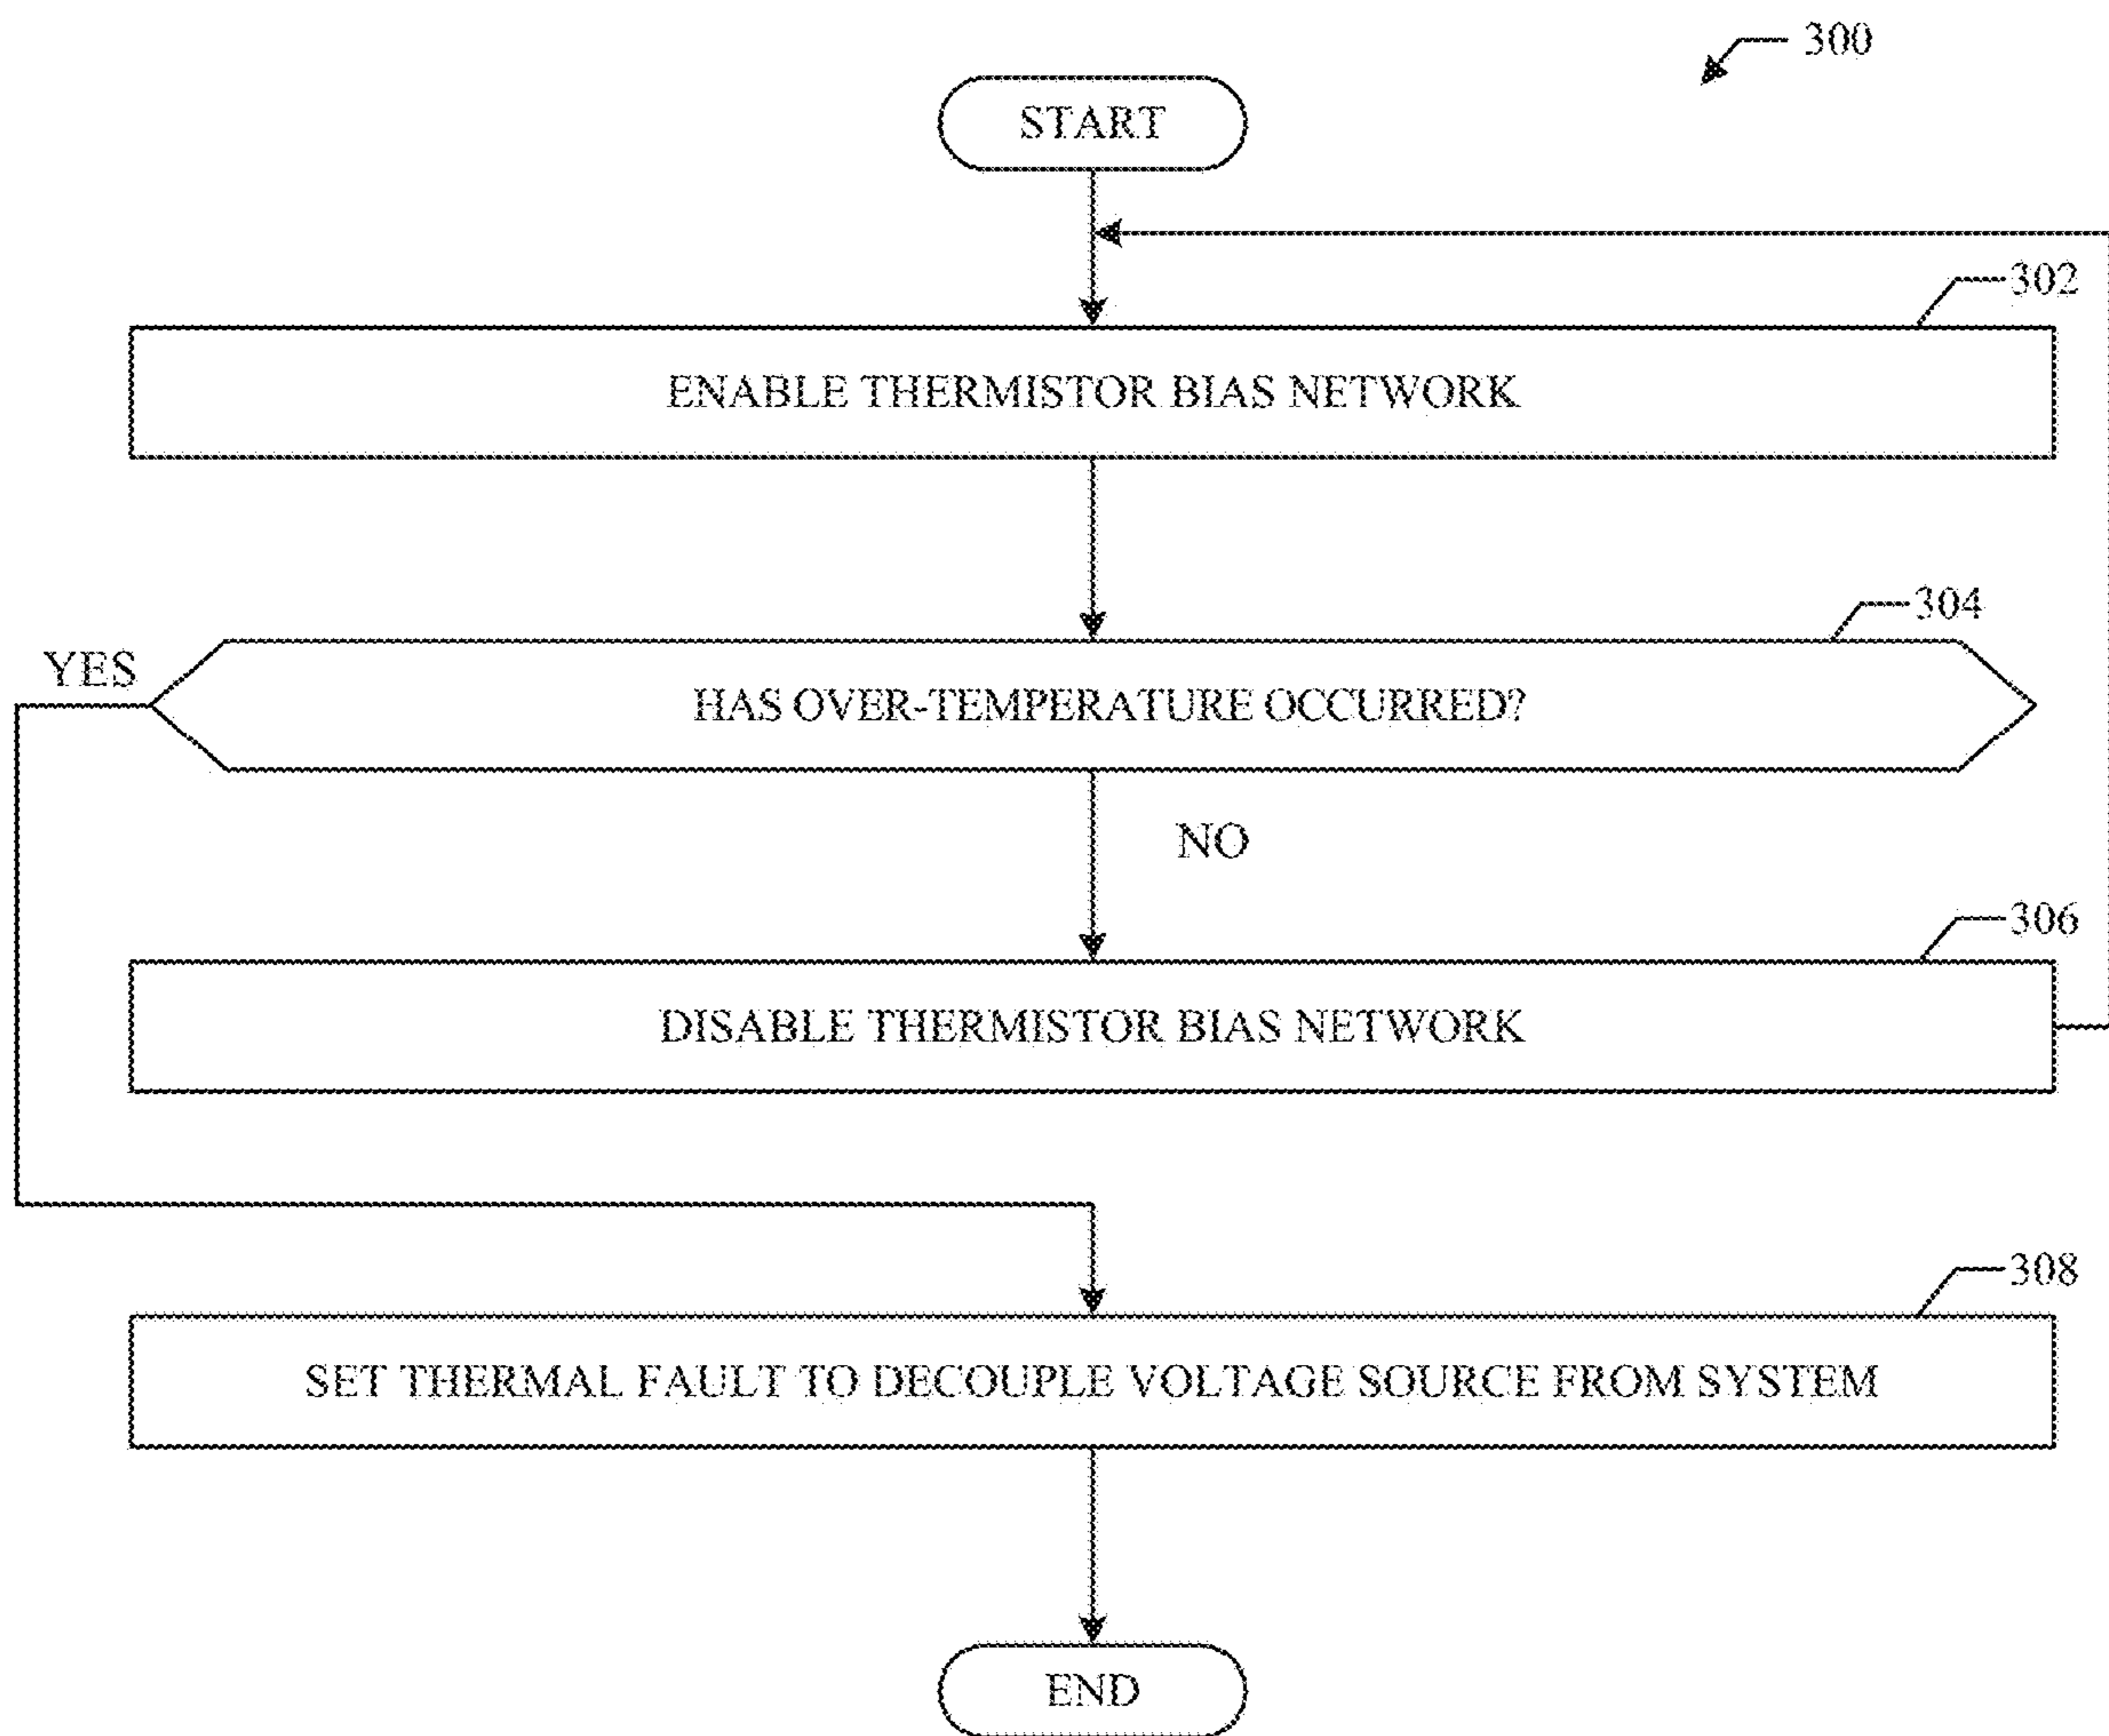 300
START
302
ENABLE THERMISTOR BIAS NETWORK
304
YES
HAS OVER-TEMPERATURE OCCURRED?
NO
306
DISABLE THERMISTOR BIAS NETWORK
308
SET THERMAL FAULT TO DECOUPLE VOLTAGE SOURCE FROM SYSTEM
END